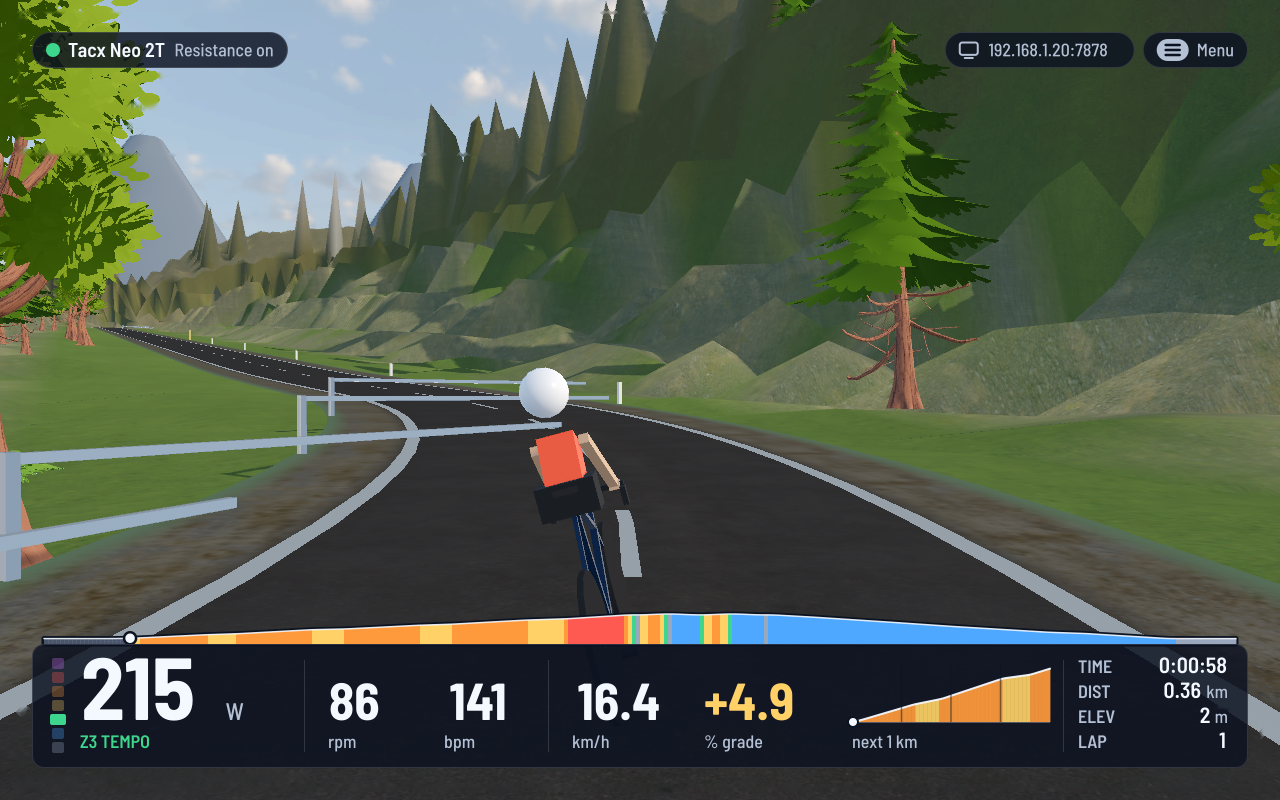 Tacx Neo 2T Resistance on
192.168.1.20:7878
Menu
215 W
Z3 TEMPO
86
rpm
141
bpm
16.4
km/h
+4.9
% grade
next 1 km
TIME 0:00:58
DIST 0.36 km
ELEV 2 m
LAP 1